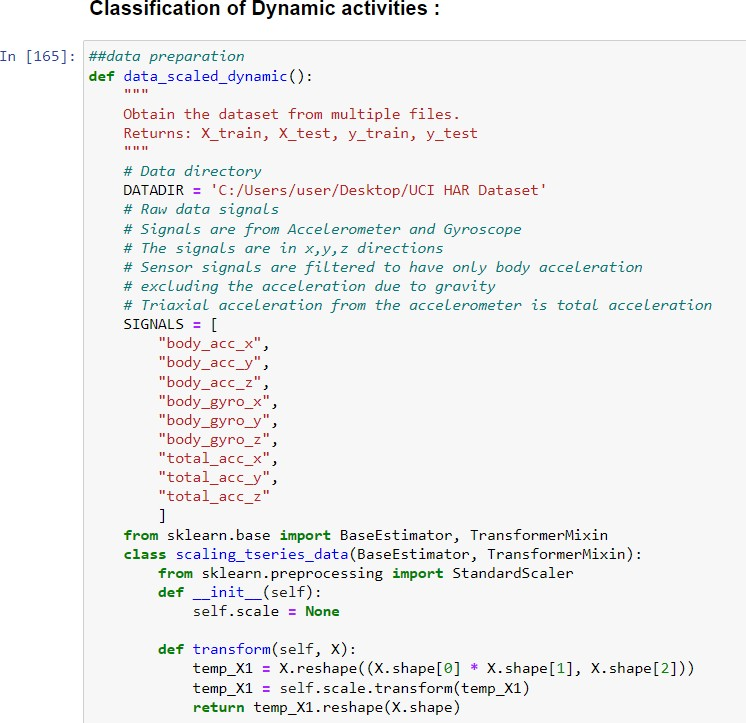 Classification of Dynamic activities :
In [165]: ##data preparation
def data_scaled_dynamic():
    """
    Obtain the dataset from multiple files.
    Returns: X_train, X_test, y_train, y_test
    """
    # Data directory
    DATADIR = 'C:/Users/user/Desktop/UCI HAR Dataset'
    # Raw data signals
    # Signals are from Accelerometer and Gyroscope
    # The signals are in x,y,z directions
    # Sensor signals are filtered to have only body acceleration
    # excluding the acceleration due to gravity
    # Triaxial acceleration from the accelerometer is total acceleration
    SIGNALS = [
        "body_acc_x",
        "body_acc_y",
        "body_acc_z",
        "body_gyro_x",
        "body_gyro_y",
        "body_gyro_z",
        "total_acc_x",
        "total_acc_y",
        "total_acc_z"
        ]
    from sklearn.base import BaseEstimator, TransformerMixin
    class scaling_tseries_data(BaseEstimator, TransformerMixin):
        from sklearn.preprocessing import StandardScaler
        def __init__(self):
            self.scale = None

        def transform(self, X):
            temp_X1 = X.reshape((X.shape[0] * X.shape[1], X.shape[2]))
            temp_X1 = self.scale.transform(temp_X1)
            return temp_X1.reshape(X.shape)